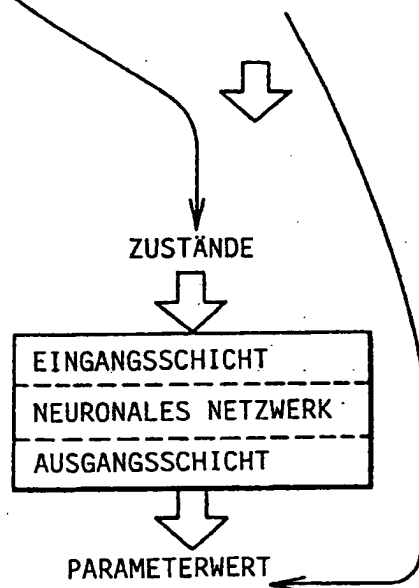 ZUSTÄNDE
EINGANGSSCHICHT
NEURONALES NETZWERK
AUSGANGSSCHICHT
PARAMETERWERT